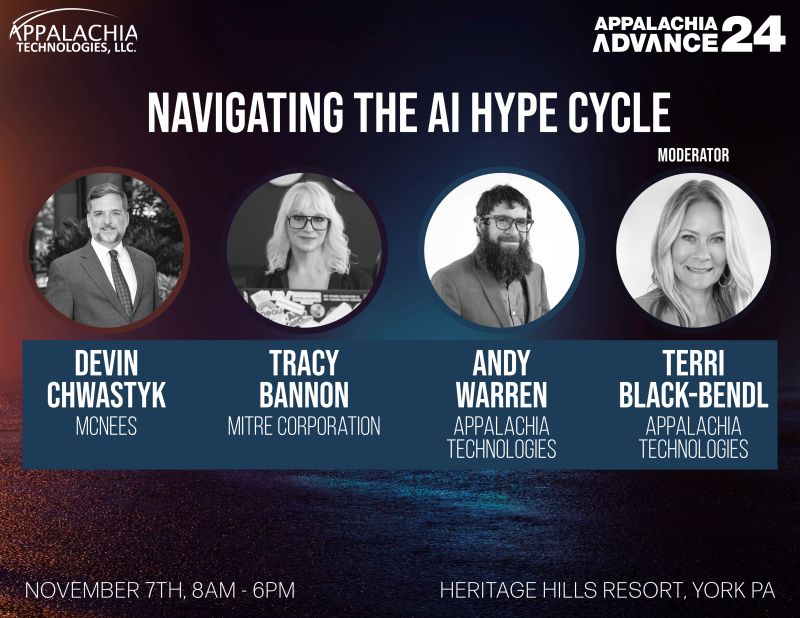 APPALACHIA
TECHNOLOGIES, LLC.
APPALACHIA
ADVANCE 24
NAVIGATING THE AI HYPE CYCLE
MODERATOR
DEVIN
CHWASTYK
MCNEES
TRACY
BANNON
MITRE CORPORATION
ANDY
WARREN
APPALACHIA
TECHNOLOGIES
TERRI
BLACK-BENDL
APPALACHIA
TECHNOLOGIES
NOVEMBER 7TH, 8AM - 6PM
HERITAGE HILLS RESORT, YORK PA